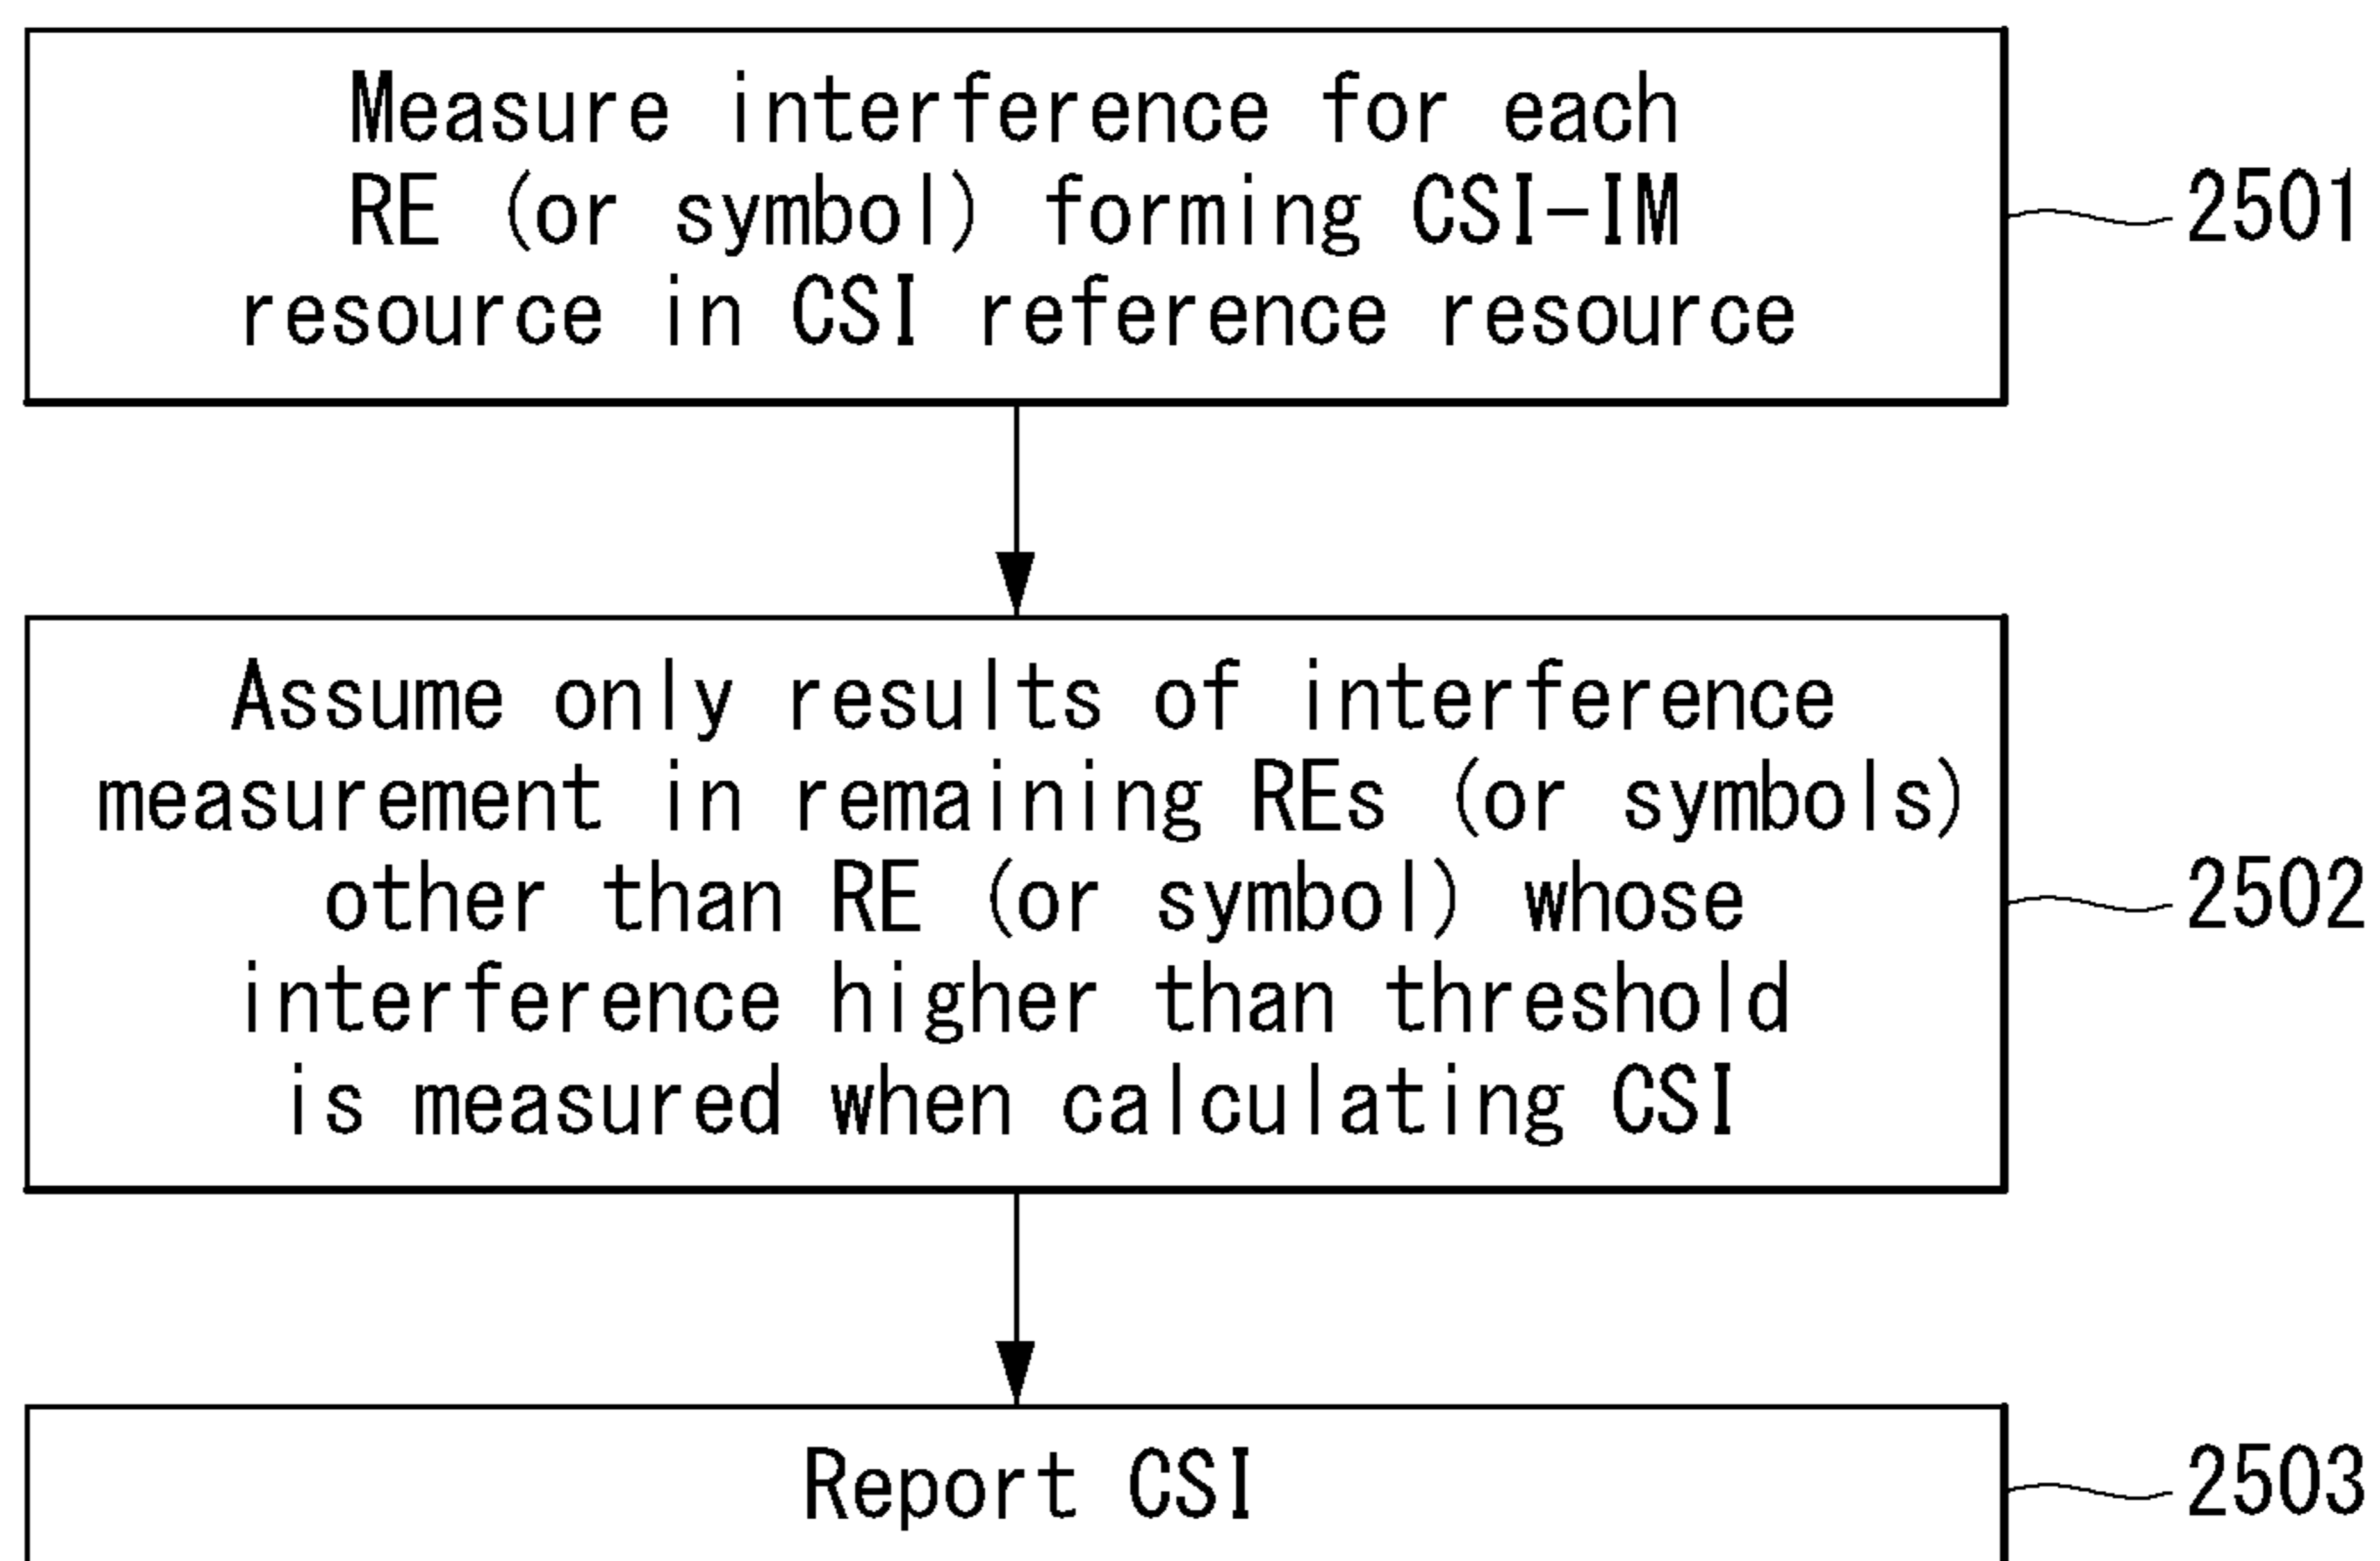 Measure interference for each
RE (or symbol) forming CSI-IM
resource in CSI reference resource
2501
Assume only results of interference
measurement in remaining REs (or symbols)
other than RE (or symbol) whose
interference higher than threshold
is measured when calculating CSI
2502
Report CSI
2503